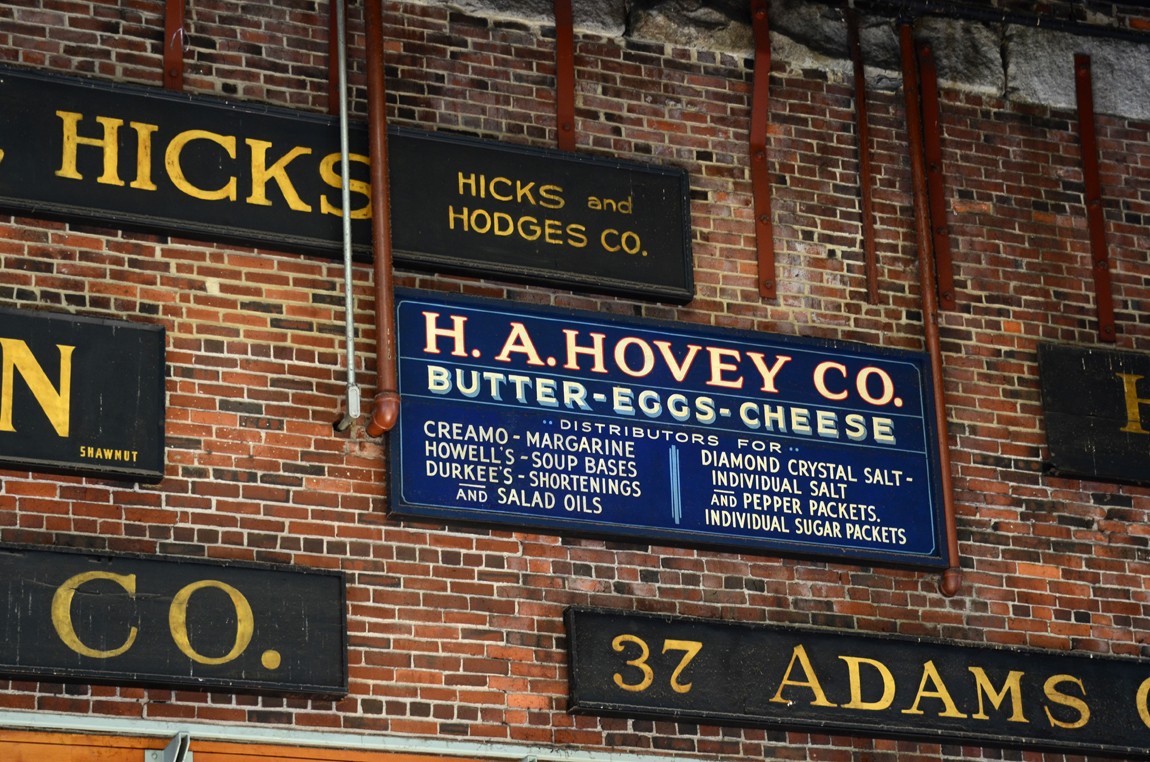 HICKS
HICKS and
HODGES CO.
H. A. HOVEY CO.
BUTTER-EGGS-CHEESE
"DISTRIBUTORS FOR"
CREAMO - MARGARINE
HOWELL'S - SOUP BASES
DURKEE'S - SHORTENINGS
AND SALAD OILS
DIAMOND CRYSTAL SALT-
INDIVIDUAL SALT
AND PEPPER PACKETS.
INDIVIDUAL SUGAR PACKETS
N
SHAWMUT
H
CO.
37 ADAMS